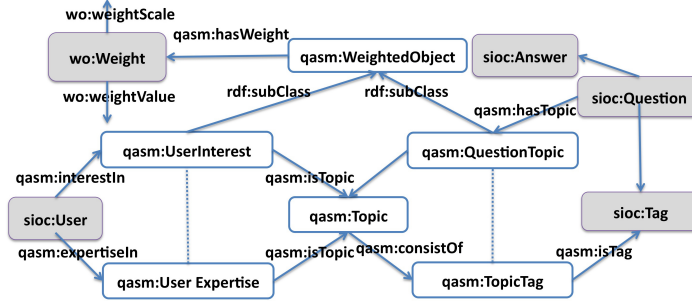 wo:weightScale
qasm:hasWeight
wo:Weight
qasm:WeightedObject
sioc:Answer
wo:weightValue
rdf:subClass
rdf:subClass
sioc:Question
qasm:hasTopic
qasm:UserInterest
qasm:QuestionTopic
qasm:interestIn
qasm:isTopic
sioc:User
qasm:Topic
sioc:Tag
qasm:expertiseIn
qasm:isTopic
qasm:consistOf
qasm:isTag
qasm:User Expertise
qasm:TopicTag